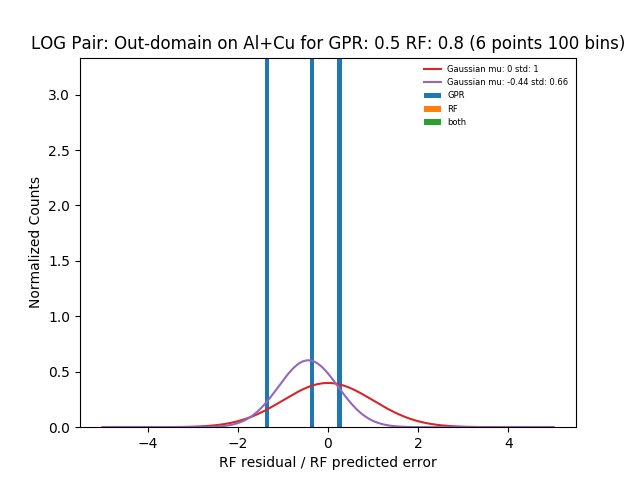 LOG Pair: Out-domain on Al+Cu for GPR: 0.5 RF: 0.8 (6 points 100 bins)
Gaussian mu: 0 std: 1
Gaussian mu: -0.44 std: 0.66
GPR
RF
both
Normalized Counts
3.0
2.5
2.0
1.5
1.0
0.5
0.0
−4
−2
0
2
4
RF residual / RF predicted error